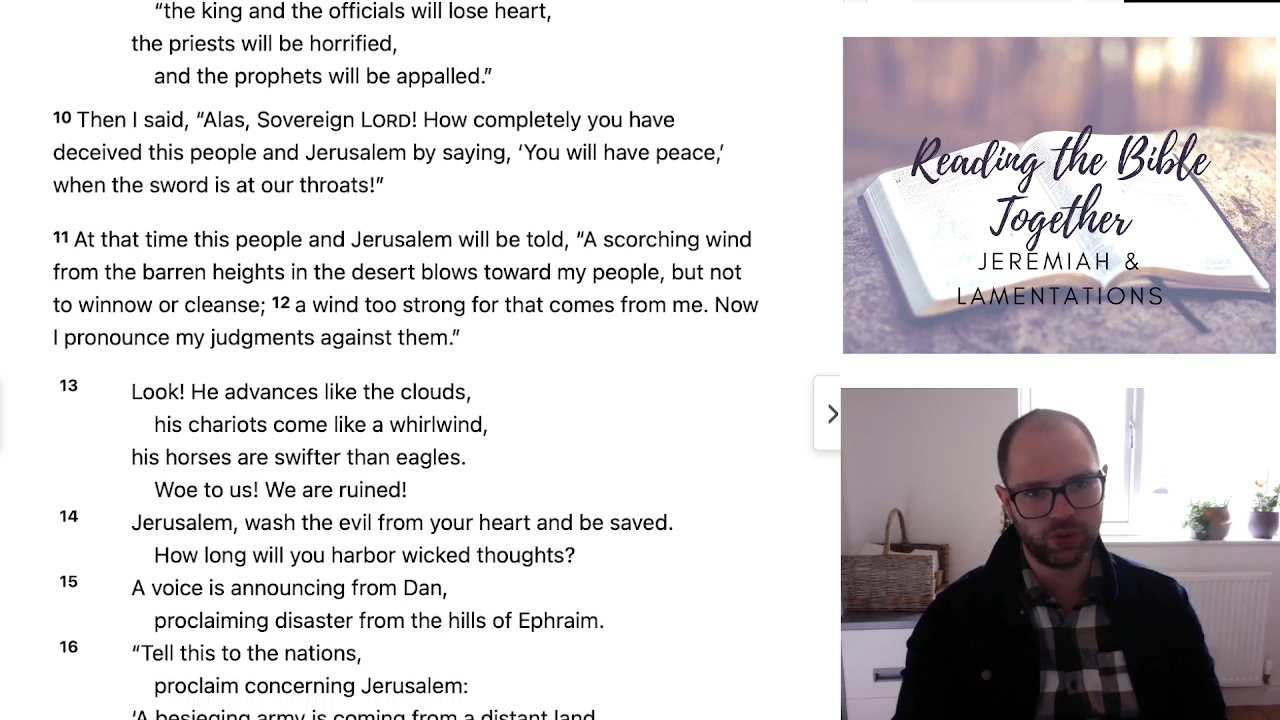 “the king and the officials will lose heart,
the priests will be horrified,
and the prophets will be appalled.”
10 Then I said, “Alas, Sovereign LORD! How completely you have
deceived this people and Jerusalem by saying, ‘You will have peace,’
when the sword is at our throats!”
11 At that time this people and Jerusalem will be told, “A scorching wind
from the barren heights in the desert blows toward my people, but not
to winnow or cleanse; 12 a wind too strong for that comes from me. Now
I pronounce my judgments against them.”
13 Look! He advances like the clouds,
his chariots come like a whirlwind,
his horses are swifter than eagles.
Woe to us! We are ruined!
14 Jerusalem, wash the evil from your heart and be saved.
How long will you harbor wicked thoughts?
15 A voice is announcing from Dan,
proclaiming disaster from the hills of Ephraim.
16 “Tell this to the nations,
proclaim concerning Jerusalem:
‘A besieging army is coming from a distant land
Reading the Bible
Together
JEREMIAH &
LAMENTATIONS